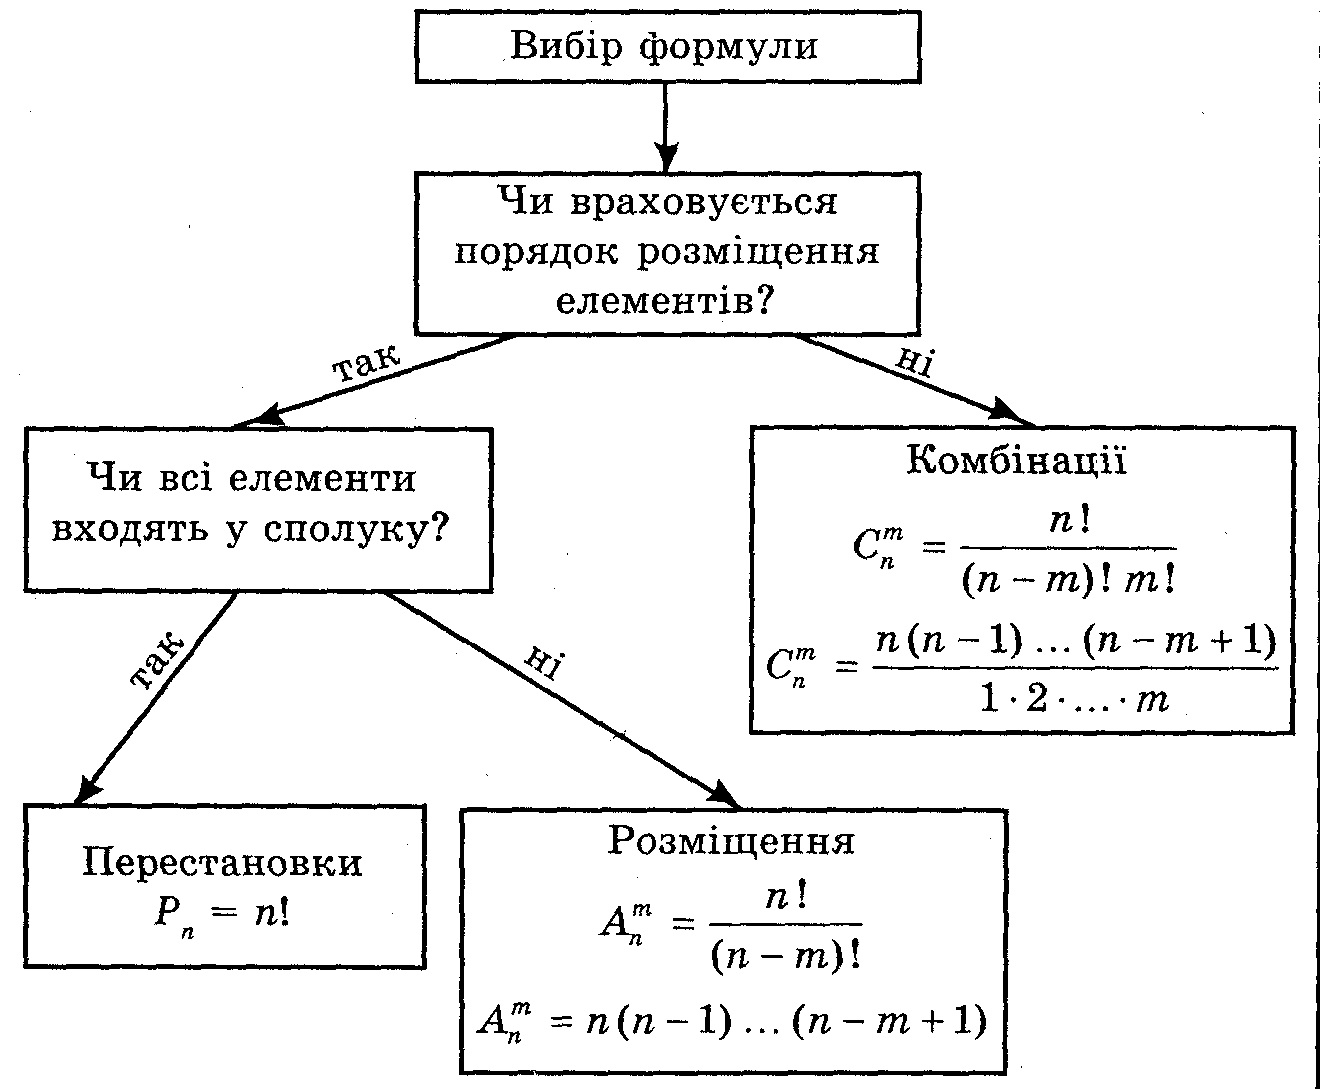 Вибір формули
Чи враховується
порядок розміщення
елементів?
так
ні
Чи всі елементи
входять у сполуку?
Комбінації
C_n^m = n! / ((n − m)! m!)
C_n^m = n(n − 1) ... (n − m + 1) / (1 · 2 · ... · m)
так
ні
Перестановки
P_n = n!
Розміщення
A_n^m = n! / (n − m)!
A_n^m = n(n − 1) ... (n − m + 1)